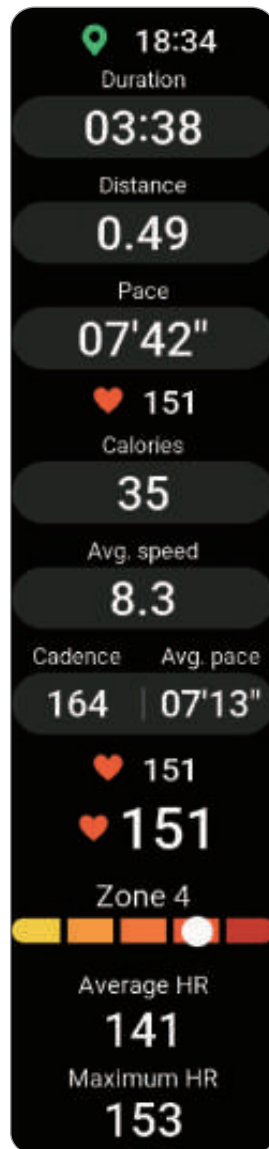 18:34
Duration
03:38
Distance
0.49
Pace
07'42"
151
Calories
35
Avg. speed
8.3
Cadence Avg. pace
164 07'13"
151
151
Zone 4
Average HR
141
Maximum HR
153